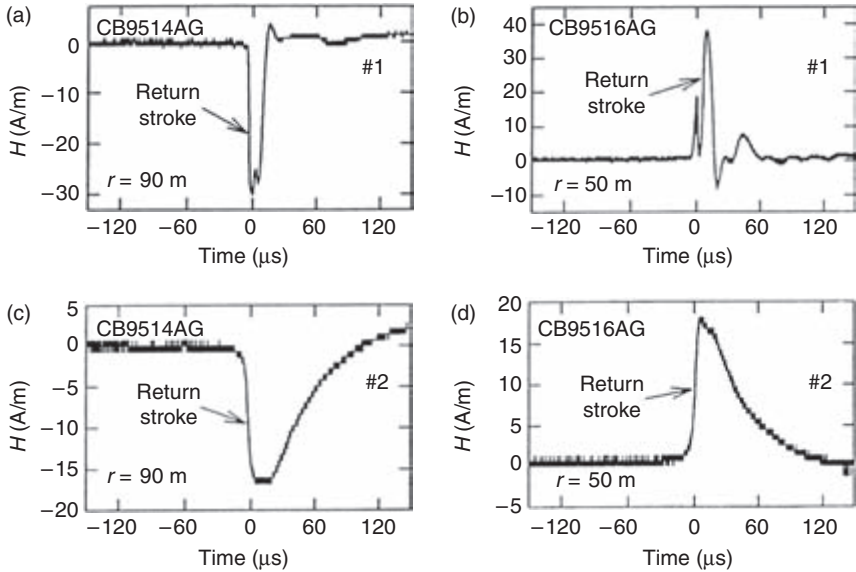 (a)
CB9514AG
#1
Return
stroke
r = 90 m
H (A/m)
0
−10
−20
−30
−120
−60
0
60
120
Time (μs)
(b)
CB9516AG
#1
Return
stroke
r = 50 m
H (A/m)
40
30
20
10
0
−10
−120
−60
0
60
120
Time (μs)
(c)
CB9514AG
#2
Return
stroke
r = 90 m
H (A/m)
5
0
−5
−10
−15
−20
−120
−60
0
60
120
Time (μs)
(d)
CB9516AG
#2
Return
stroke
r = 50 m
H (A/m)
20
15
10
5
0
−5
−120
−60
0
60
120
Time (μs)